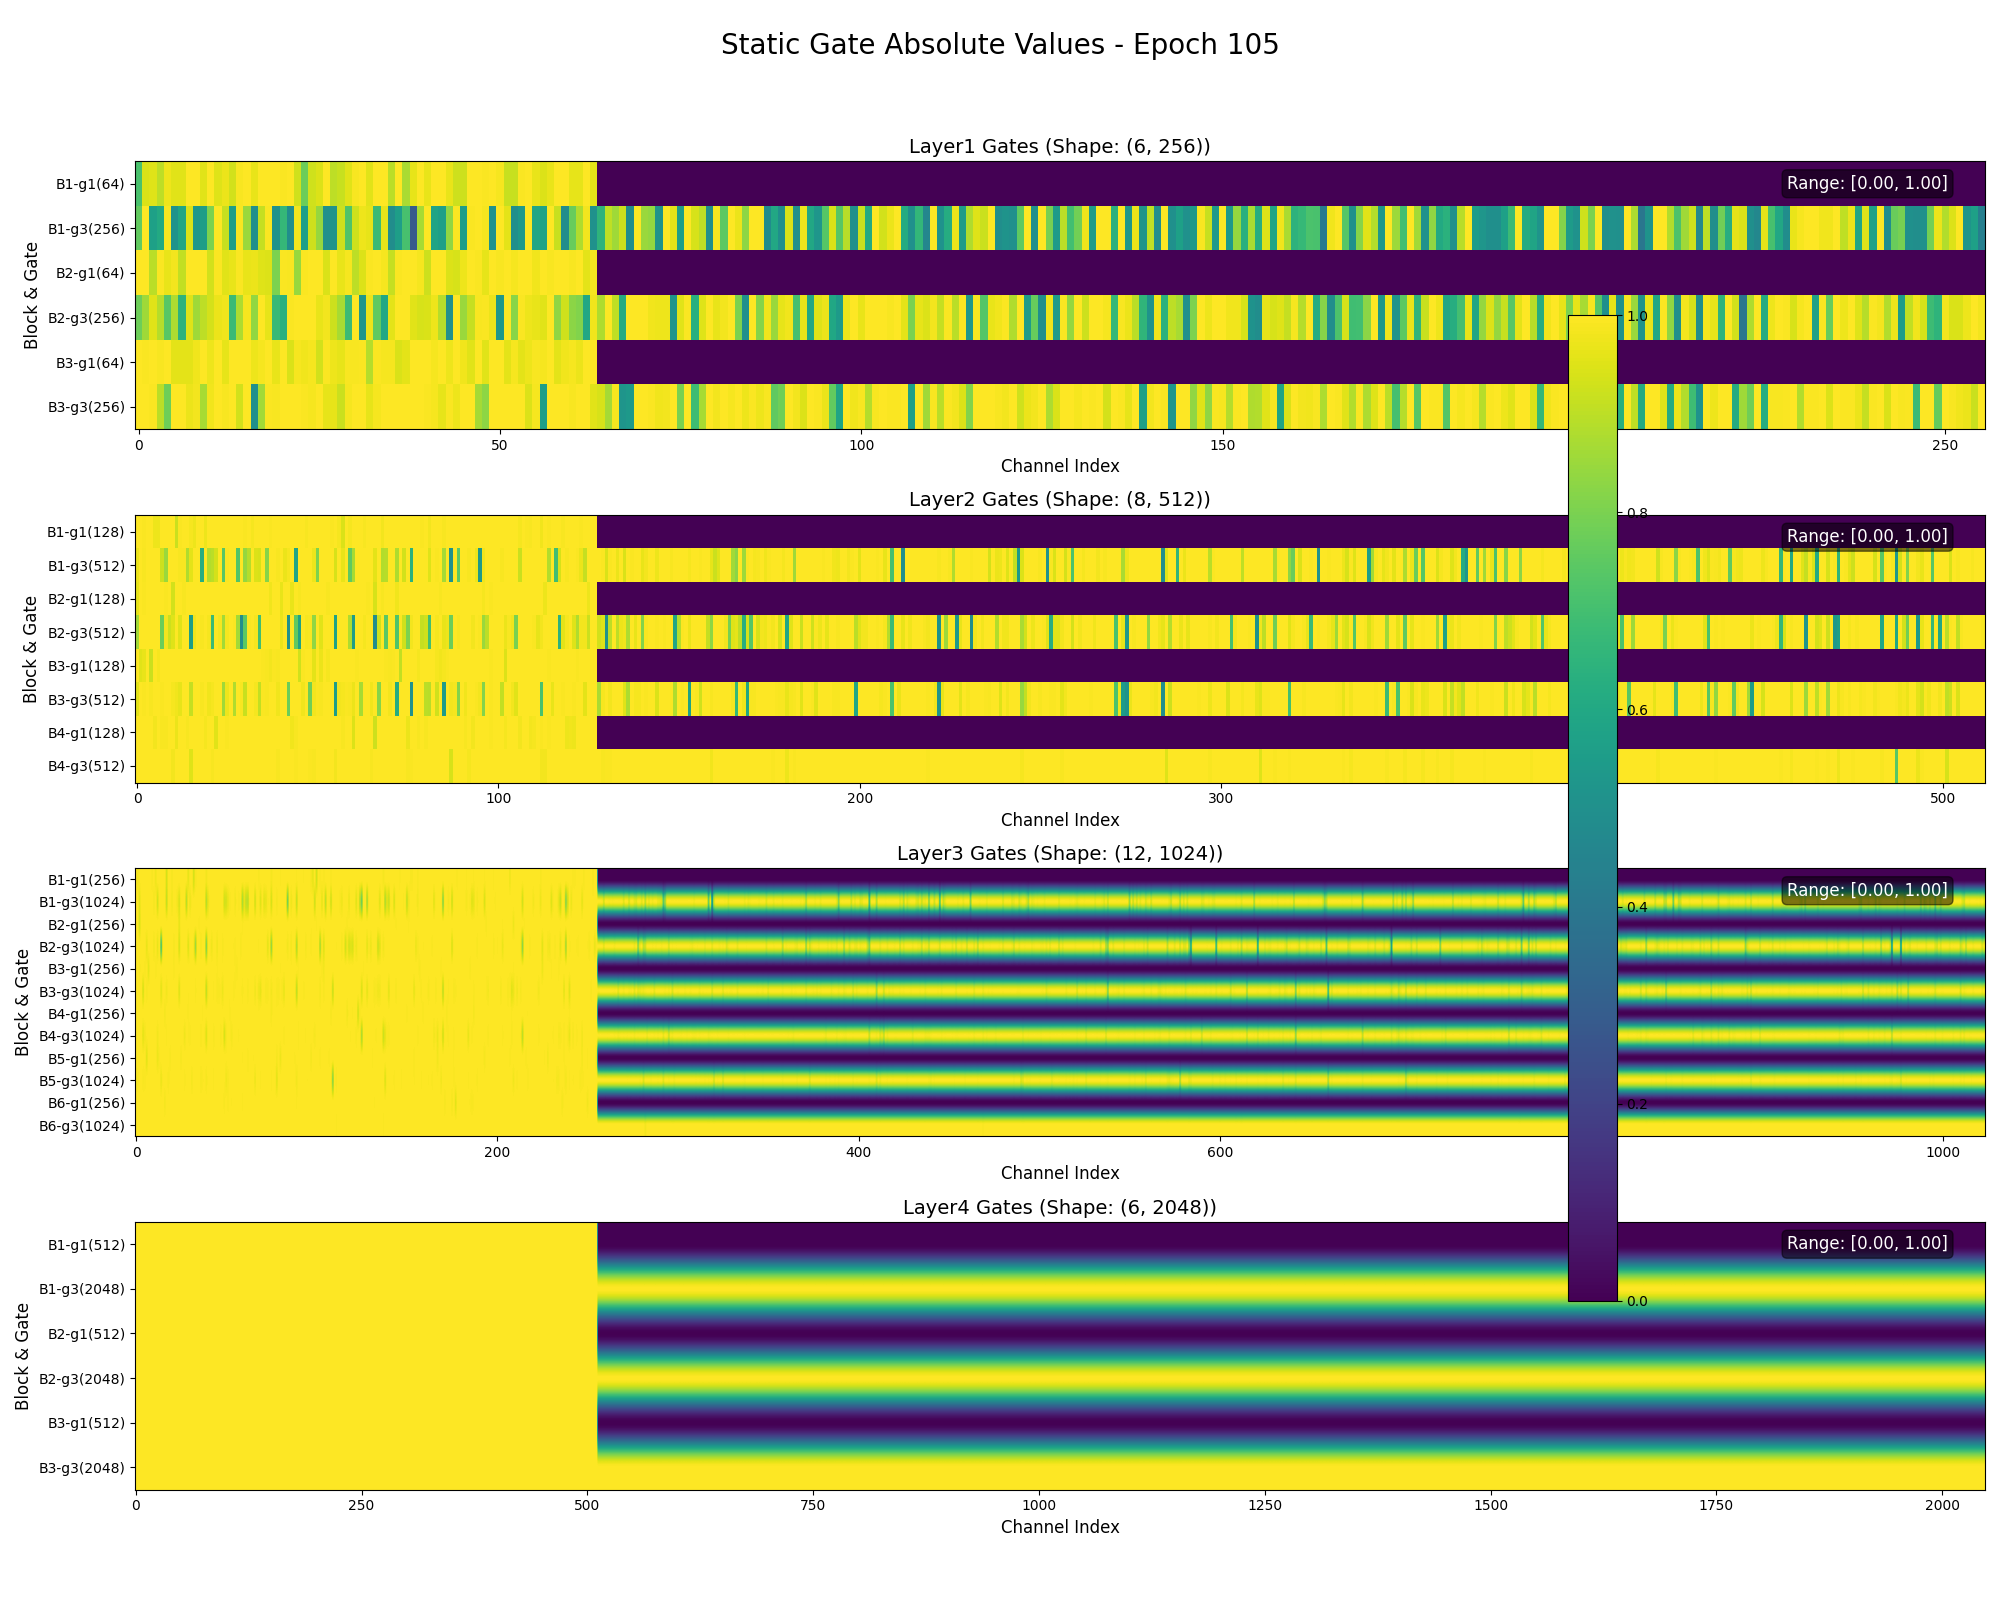 Static Gate Absolute Values - Epoch 105
Layer1 Gates (Shape: (6, 256))
Range: [0.00, 1.00]
Block & Gate
B1-g1(64)
B1-g3(256)
B2-g1(64)
B2-g3(256)
B3-g1(64)
B3-g3(256)
0 50 100 150 250
Channel Index
Layer2 Gates (Shape: (8, 512))
Range: [0.00, 1.00]
Block & Gate
B1-g1(128)
B1-g3(512)
B2-g1(128)
B2-g3(512)
B3-g1(128)
B3-g3(512)
B4-g1(128)
B4-g3(512)
0 100 200 300 500
Channel Index
Layer3 Gates (Shape: (12, 1024))
Range: [0.00, 1.00]
Block & Gate
B1-g1(256)
B1-g3(1024)
B2-g1(256)
B2-g3(1024)
B3-g1(256)
B3-g3(1024)
B4-g1(256)
B4-g3(1024)
B5-g1(256)
B5-g3(1024)
B6-g1(256)
B6-g3(1024)
0 200 400 600 1000
Channel Index
Layer4 Gates (Shape: (6, 2048))
Range: [0.00, 1.00]
Block & Gate
B1-g1(512)
B1-g3(2048)
B2-g1(512)
B2-g3(2048)
B3-g1(512)
B3-g3(2048)
0 250 500 750 1000 1250 1500 1750 2000
Channel Index
1.0
0.8
0.6
0.4
0.2
0.0